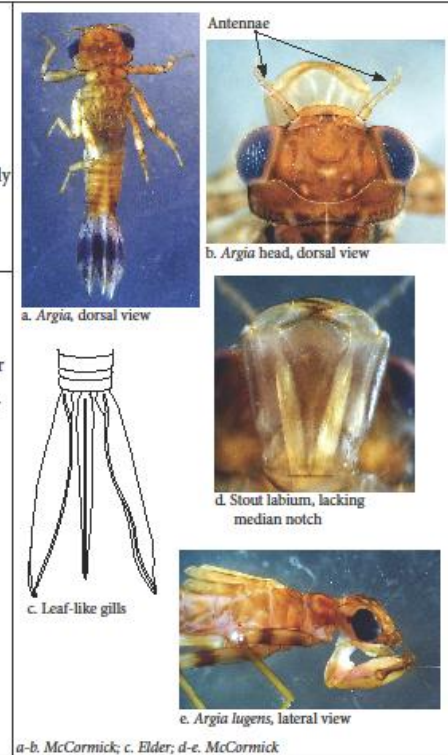 Antennae
b. Argia head, dorsal view
a. Argia, dorsal view
d. Stout labium, lacking
median notch
c. Leaf-like gills
e. Argia lugens, lateral view
a-b. McCormick; c. Elder; d-e. McCormick